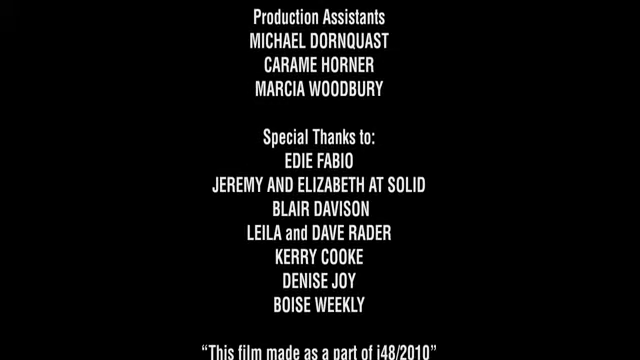 Production Assistants
MICHAEL DORNQUAST
CARAME HORNER
MARCIA WOODBURY
Special Thanks to:
EDIE FABIO
JEREMY AND ELIZABETH AT SOLID
BLAIR DAVISON
LEILA and DAVE RADER
KERRY COOKE
DENISE JOY
BOISE WEEKLY
“This film made as a part of i48/2010”